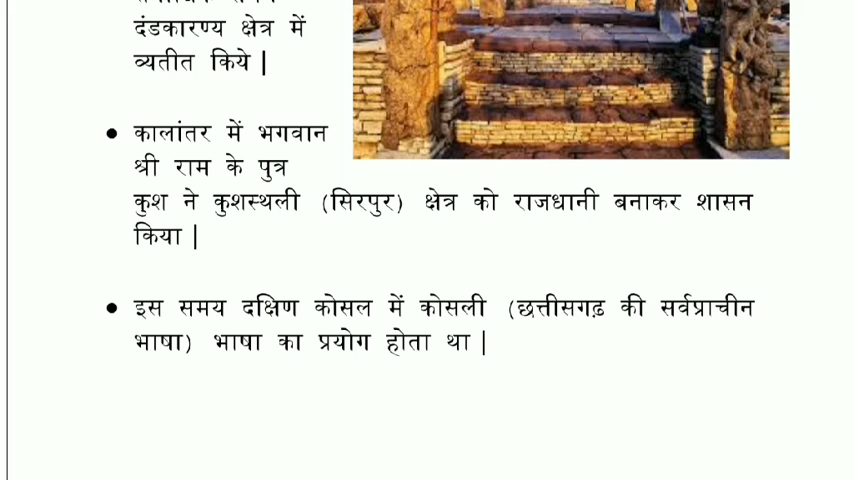 दंडकारण्य क्षेत्र में
व्यतीत किये|
● कालांतर में भगवान
श्री राम के पुत्र
कुश ने कुशस्थली (सिरपुर) क्षेत्र को राजधानी बनाकर शासन
किया|
● इस समय दक्षिण कोसल में कोसली (छत्तीसगढ़ की सर्वप्राचीन
भाषा) भाषा का प्रयोग होता था|